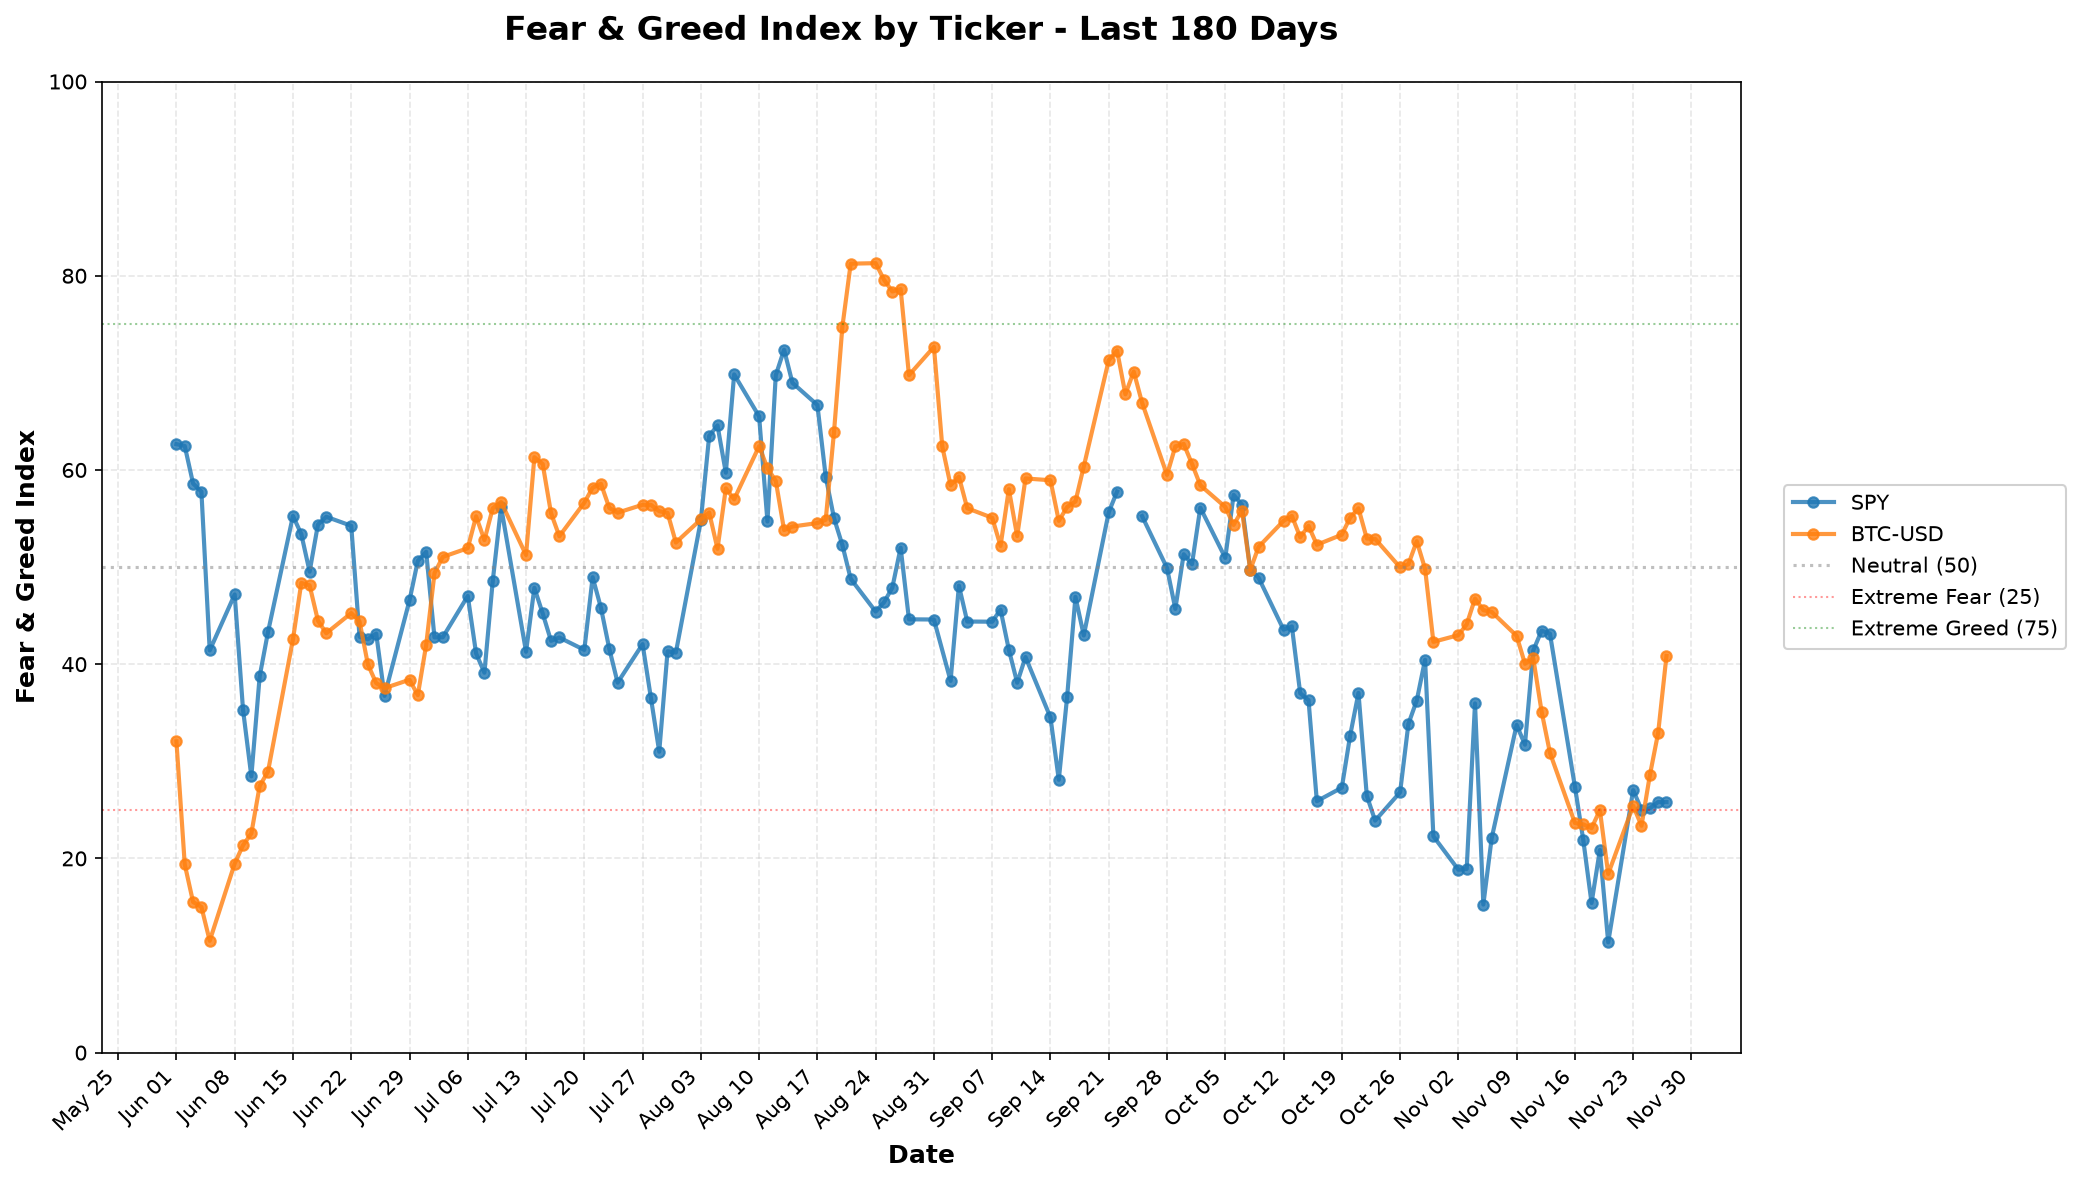 Fear & Greed Index by Ticker - Last 180 Days
Fear & Greed Index
100
80
60
40
20
0
May 25
Jun 01
Jun 08
Jun 15
Jun 22
Jun 29
Jul 06
Jul 13
Jul 20
Jul 27
Aug 03
Aug 10
Aug 17
Aug 24
Aug 31
Sep 07
Sep 14
Sep 21
Sep 28
Oct 05
Oct 12
Oct 19
Oct 26
Nov 02
Nov 09
Nov 16
Nov 23
Nov 30
Date
SPY
BTC-USD
Neutral (50)
Extreme Fear (25)
Extreme Greed (75)